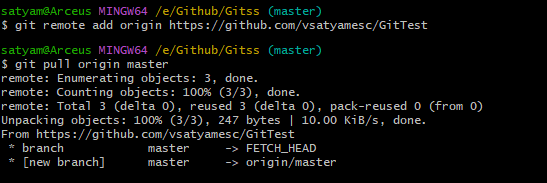 satyam@Arceus MINGW64 /e/Github/Gitss (master)
$ git remote add origin https://github.com/vsatyamesc/GitTest
satyam@Arceus MINGW64 /e/Github/Gitss (master)
$ git pull origin master
remote: Enumerating objects: 3, done.
remote: Counting objects: 100% (3/3), done.
remote: Total 3 (delta 0), reused 3 (delta 0), pack-reused 0 (from 0)
Unpacking objects: 100% (3/3), 247 bytes | 10.00 KiB/s, done.
From https://github.com/vsatyamesc/GitTest
 * branch            master     -> FETCH_HEAD
 * [new branch]      master     -> origin/master